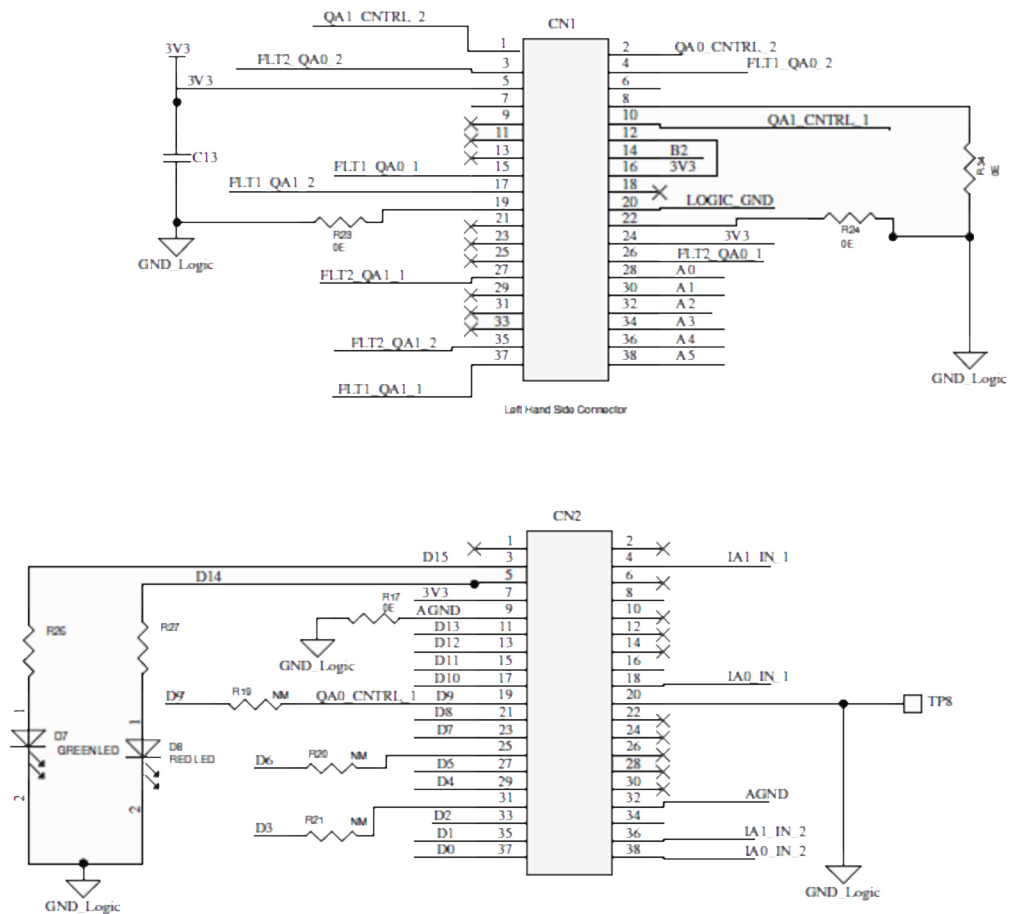 QA1_CNTRL_2
CN1
3V3
1
2
QA0_CNTRL_2
FLT2_QA0_2
3
4
FLT1_QA0_2
3V3
5
6
7
8
9
10
QA1_CNTRL_1
11
12
C13
13
14
B2
R34
0E
FLT1_QA0_1
15
16
3V3
FLT1_QA1_2
17
18
19
20
LOGIC_GND
R23
0E
21
22
R24
0E
GND_Logic
23
24
3V3
25
26
FLT2_QA0_1
FLT2_QA1_1
27
28
A0
29
30
A1
31
32
A2
33
34
A3
FLT2_QA1_2
35
36
A4
37
38
A5
GND_Logic
FLT1_QA1_1
Left Hand Side Connector
CN2
1
2
D15
3
4
IA1_IN_1
D14
5
6
3V3
7
8
R17
0E
AGND
9
10
R26
R27
D13
11
12
D12
13
14
GND_Logic
D11
15
16
D10
17
18
IA0_IN_1
D9'
R19
NM
QA0_CNTRL_1
D9
19
20
TP8
1
1
D8
21
22
D7
GREEN LED
D8
RED LED
D7
23
24
D6
R20
NM
25
26
D5
27
28
2
2
D4
29
30
31
32
AGND
D3
R21
NM
D2
33
34
D1
35
36
IA1_IN_2
D0
37
38
IA0_IN_2
GND_Logic
GND_Logic